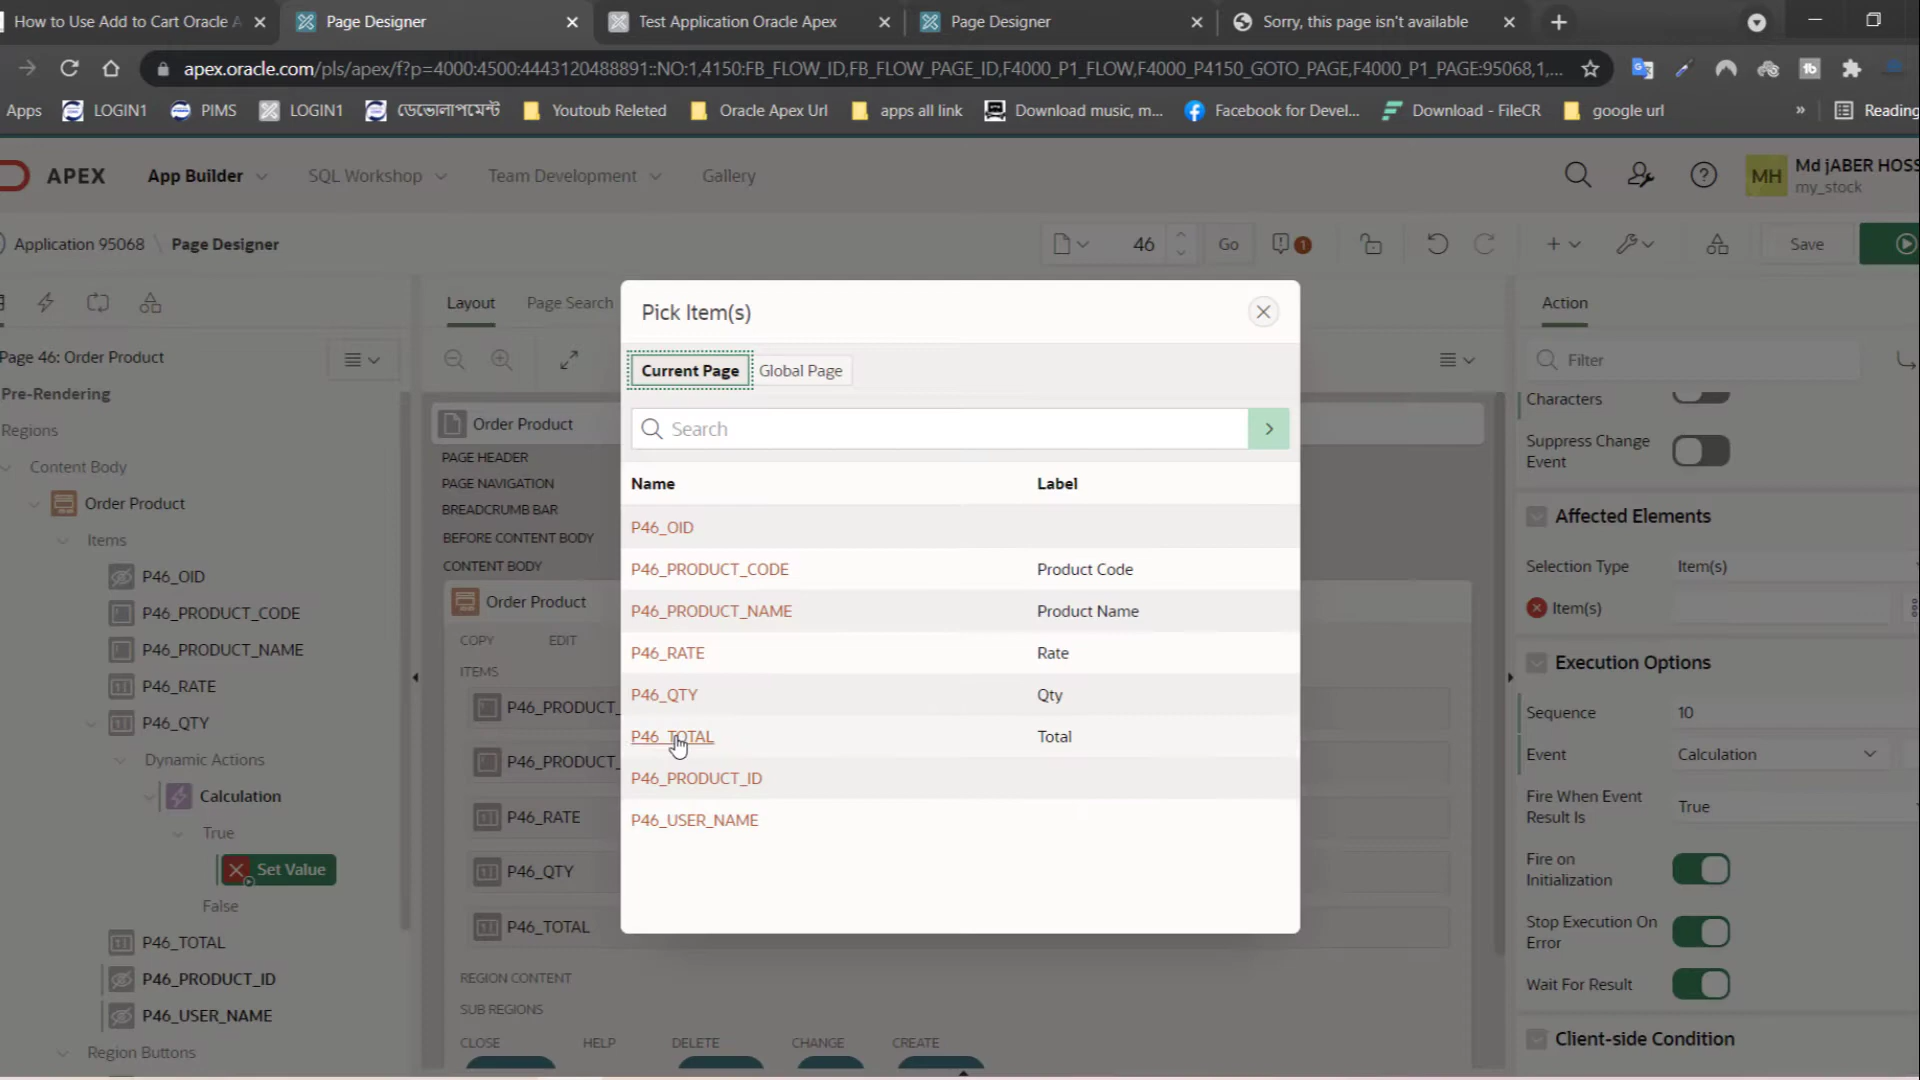 How to Use Add to Cart Oracle A
Page Designer
Test Application Oracle Apex
Page Designer
Sorry, this page isn't available
apex.oracle.com/pls/apex/f?p=4000:4500:4443120488891::NO:1,4150:FB_FLOW_ID,FB_FLOW_PAGE_ID,F4000_P1_FLOW,F4000_P4150_GOTO_PAGE,F4000_P1_PAGE:95068,1,...
Apps LOGIN1 PIMS LOGIN1 ডেভোলাপমেন্ট Youtoub Releted Oracle Apex Url apps all link Download music, m... Facebook for Devel... Download - FileCR google url » Reading
APEX App Builder SQL Workshop Team Development Gallery
MH Md jABER HOSS
my_stock
Application 95068 \ Page Designer
46 Go 1 Save
Layout Page Search
Action
Page 46: Order Product
Pre-Rendering
Regions
Content Body
Order Product
Items
P46_OID
P46_PRODUCT_CODE
P46_PRODUCT_NAME
P46_RATE
P46_QTY
Dynamic Actions
Calculation
True
Set Value
False
P46_TOTAL
P46_PRODUCT_ID
P46_USER_NAME
Region Buttons
Order Product
PAGE HEADER
PAGE NAVIGATION
BREADCRUMB BAR
BEFORE CONTENT BODY
CONTENT BODY
Order Product
COPY EDIT
ITEMS
P46_PRODUCT_
P46_PRODUCT_
P46_RATE
P46_QTY
P46_TOTAL
REGION CONTENT
SUB REGIONS
CLOSE HELP DELETE CHANGE CREATE
Pick Item(s)
Current Page Global Page
Search
Name Label
P46_OID
P46_PRODUCT_CODE Product Code
P46_PRODUCT_NAME Product Name
P46_RATE Rate
P46_QTY Qty
P46_TOTAL Total
P46_PRODUCT_ID
P46_USER_NAME
Filter
Characters
Suppress Change
Event
Affected Elements
Selection Type Item(s)
Item(s)
Execution Options
Sequence 10
Event Calculation
Fire When Event
Result Is
True
Fire on
Initialization
Stop Execution On
Error
Wait For Result
Client-side Condition